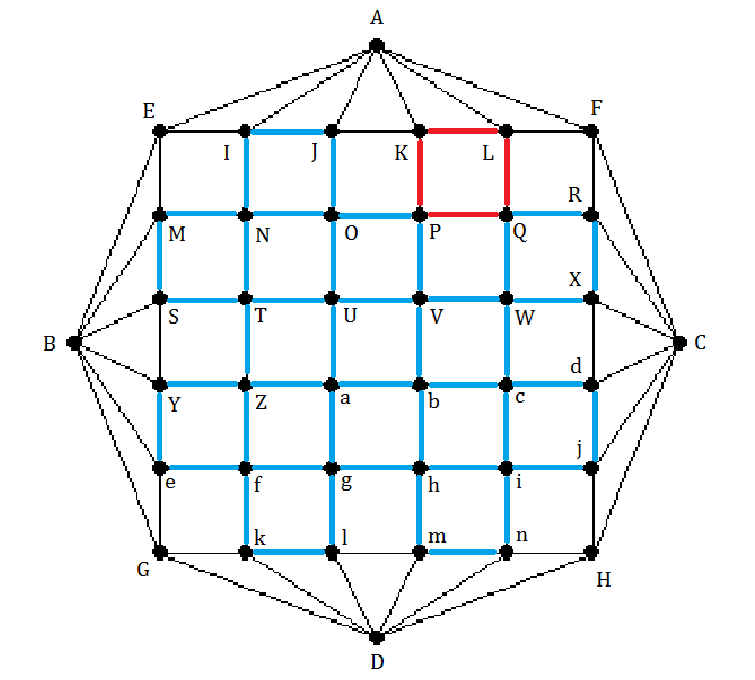 A
E F
I J K L
R
M N O P Q
X
S T U V W
B C
d
Y Z a b c
j
e f g h i
k l m n
G H
D